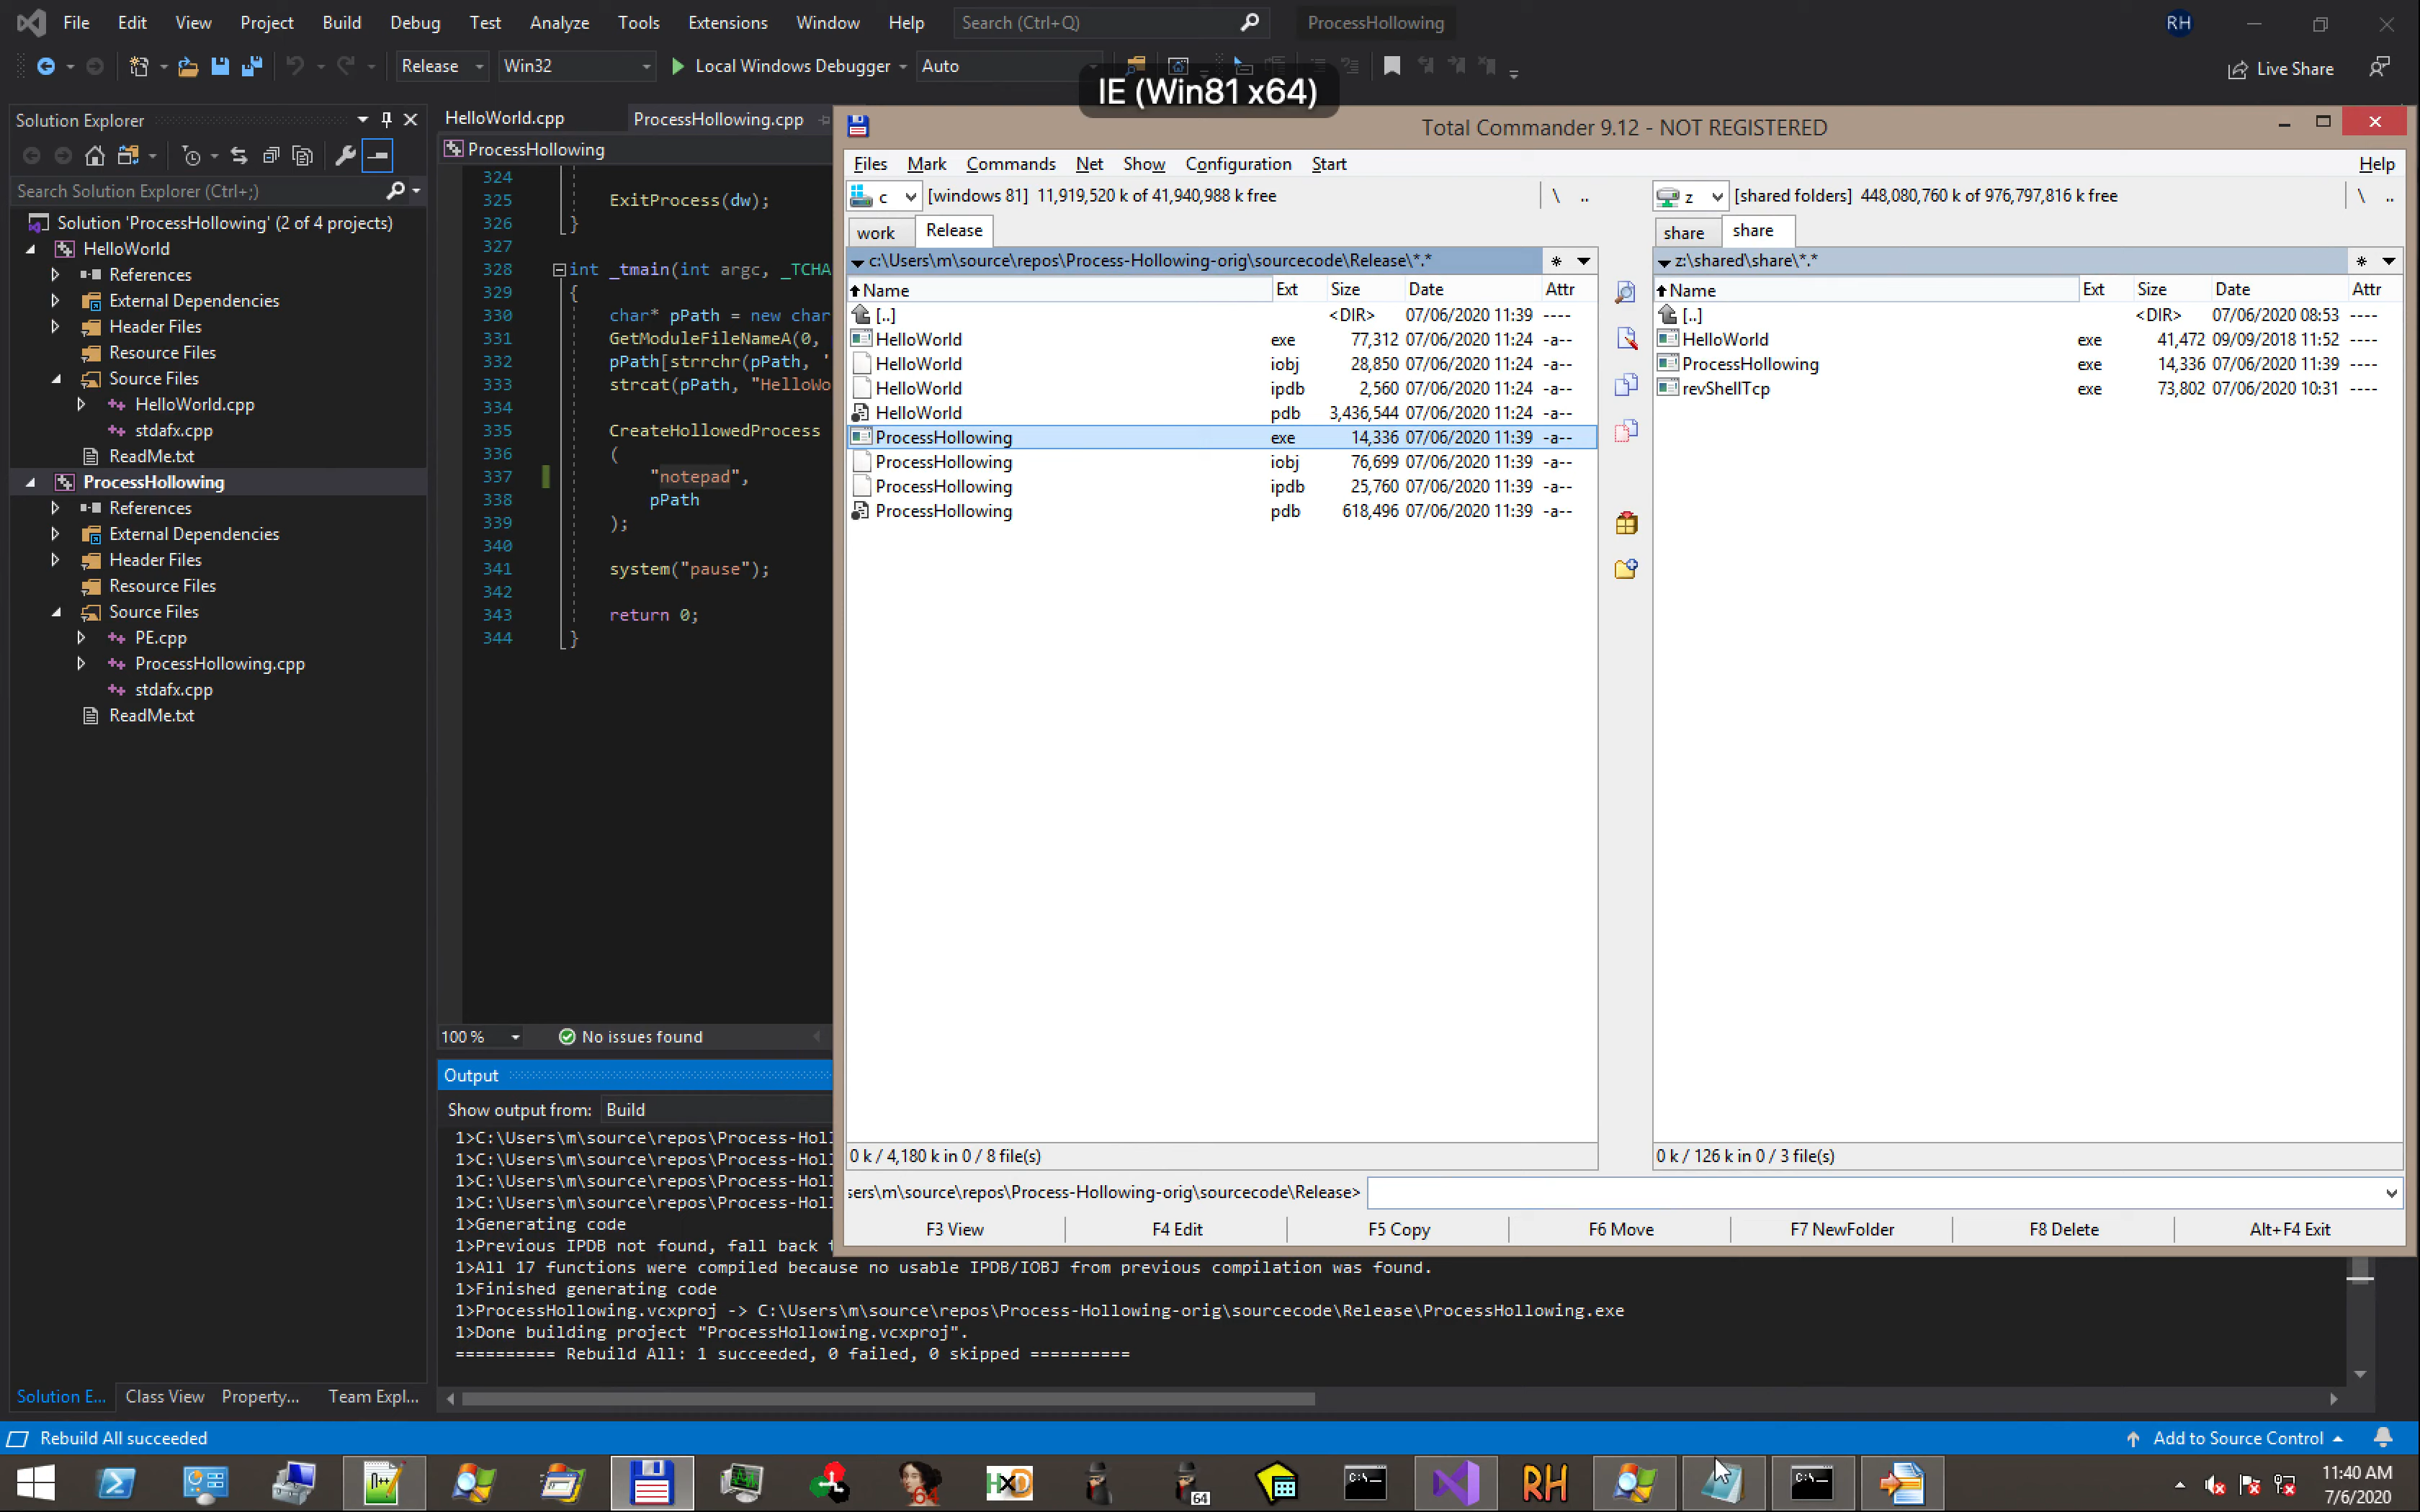 File Edit View Project Build Debug Test Analyze Tools Extensions Window Help Search (Ctrl+Q) ProcessHollowing RH
Release Win32 Local Windows Debugger Auto Live Share
IE (Win81 x64)
Solution Explorer
Search Solution Explorer (Ctrl+;)
Solution 'ProcessHollowing' (2 of 4 projects)
HelloWorld
References
External Dependencies
Header Files
Resource Files
Source Files
HelloWorld.cpp
stdafx.cpp
ReadMe.txt
ProcessHollowing
References
External Dependencies
Header Files
Resource Files
Source Files
PE.cpp
ProcessHollowing.cpp
stdafx.cpp
ReadMe.txt
Solution E... Class View Property... Team Expl...
HelloWorld.cpp ProcessHollowing.cpp
ProcessHollowing
324
325 ExitProcess(dw);
326 }
327
328 int _tmain(int argc, _TCHA
329 {
330 char* pPath = new char
331 GetModuleFileNameA(0,
332 pPath[strrchr(pPath, '
333 strcat(pPath, "HelloWo
334
335 CreateHollowedProcess
336 (
337 "notepad",
338 pPath
339 );
340
341 system("pause");
342
343 return 0;
344 }
100 % No issues found
Output
Show output from: Build
1>C:\Users\m\source\repos\Process-Hol
1>C:\Users\m\source\repos\Process-Hol
1>C:\Users\m\source\repos\Process-Hol
1>C:\Users\m\source\repos\Process-Hol
1>Generating code
1>Previous IPDB not found, fall back
1>All 17 functions were compiled because no usable IPDB/IOBJ from previous compilation was found.
1>Finished generating code
1>ProcessHollowing.vcxproj -> C:\Users\m\source\repos\Process-Hollowing-orig\sourcecode\Release\ProcessHollowing.exe
1>Done building project "ProcessHollowing.vcxproj".
========== Rebuild All: 1 succeeded, 0 failed, 0 skipped ==========
Total Commander 9.12 - NOT REGISTERED
Files Mark Commands Net Show Configuration Start Help
c [windows 81] 11,919,520 k of 41,940,988 k free \ ..
work Release
c:\Users\m\source\repos\Process-Hollowing-orig\sourcecode\Release\*.* *
Name Ext Size Date Attr
[..] <DIR> 07/06/2020 11:39 ----
HelloWorld exe 77,312 07/06/2020 11:24 -a--
HelloWorld iobj 28,850 07/06/2020 11:24 -a--
HelloWorld ipdb 2,560 07/06/2020 11:24 -a--
HelloWorld pdb 3,436,544 07/06/2020 11:24 -a--
ProcessHollowing exe 14,336 07/06/2020 11:39 -a--
ProcessHollowing iobj 76,699 07/06/2020 11:39 -a--
ProcessHollowing ipdb 25,760 07/06/2020 11:39 -a--
ProcessHollowing pdb 618,496 07/06/2020 11:39 -a--
0 k / 4,180 k in 0 / 8 file(s)
z [shared folders] 448,080,760 k of 976,797,816 k free \ ..
share share
z:\shared\share\*.* *
Name Ext Size Date Attr
[..] <DIR> 07/06/2020 08:53 ----
HelloWorld exe 41,472 09/09/2018 11:52 ----
ProcessHollowing exe 14,336 07/06/2020 11:39 ----
revShellTcp exe 73,802 07/06/2020 10:31 ----
0 k / 126 k in 0 / 3 file(s)
sers\m\source\repos\Process-Hollowing-orig\sourcecode\Release>
F3 View F4 Edit F5 Copy F6 Move F7 NewFolder F8 Delete Alt+F4 Exit
Rebuild All succeeded Add to Source Control
64 HxD 64 C:\ RH C:\
11:40 AM
7/6/2020